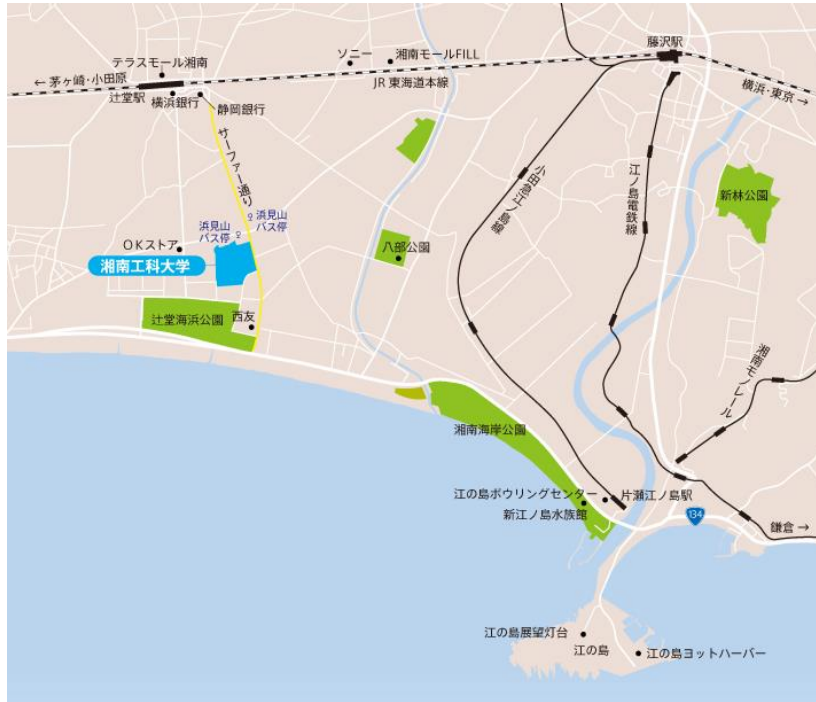 藤沢駅
ソニー
湘南モールFILL
テラスモール湘南
← 茅ヶ崎・小田原
JR 東海道本線
横浜・東京 →
辻堂駅
横浜銀行
静岡銀行
サーファー通り
小田急江ノ島線
江ノ島電鉄線
新林公園
浜見山
バス停
浜見山
バス停
OKストア
八部公園
湘南工科大学
辻堂海浜公園
西友
湘南モノレール
湘南海岸公園
江の島ボウリングセンター
片瀬江ノ島駅
新江ノ島水族館
134
鎌倉 →
江の島展望灯台
江の島
江の島ヨットハーバー